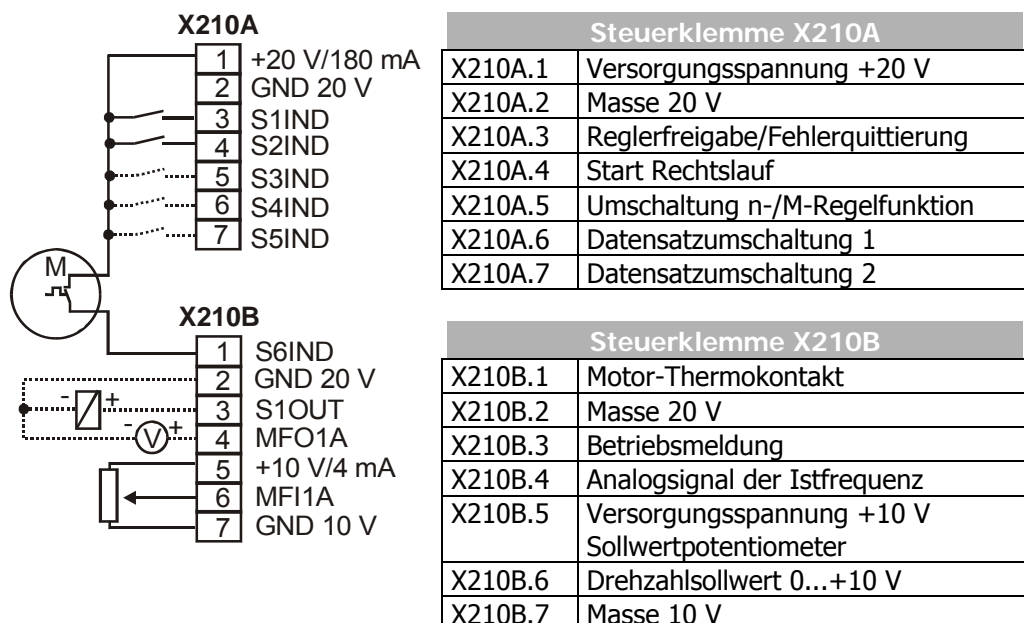 X210A
1 +20 V/180 mA
2 GND 20 V
3 S1IND
4 S2IND
5 S3IND
6 S4IND
7 S5IND
M
X210B
1 S6IND
2 GND 20 V
- + 3 S1OUT
- V + 4 MFO1A
5 +10 V/4 mA
6 MFI1A
7 GND 10 V
Steuerklemme X210A
X210A.1 Versorgungsspannung +20 V
X210A.2 Masse 20 V
X210A.3 Reglerfreigabe/Fehlerquittierung
X210A.4 Start Rechtslauf
X210A.5 Umschaltung n-/M-Regelfunktion
X210A.6 Datensatzumschaltung 1
X210A.7 Datensatzumschaltung 2
Steuerklemme X210B
X210B.1 Motor-Thermokontakt
X210B.2 Masse 20 V
X210B.3 Betriebsmeldung
X210B.4 Analogsignal der Istfrequenz
X210B.5 Versorgungsspannung +10 V
Sollwertpotentiometer
X210B.6 Drehzahlsollwert 0...+10 V
X210B.7 Masse 10 V